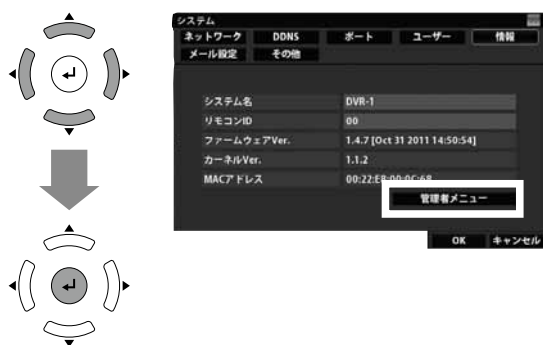 システム
ネットワーク DDNS ポート ユーザー 情報
メール設定 その他
システム名 DVR-1
リモコンID 00
ファームウェアVer. 1.4.7 [Oct 31 2011 14:50:54]
カーネルVer. 1.1.2
MACアドレス 00:22:E8:00:0C:68
管理者メニュー
OK キャンセル